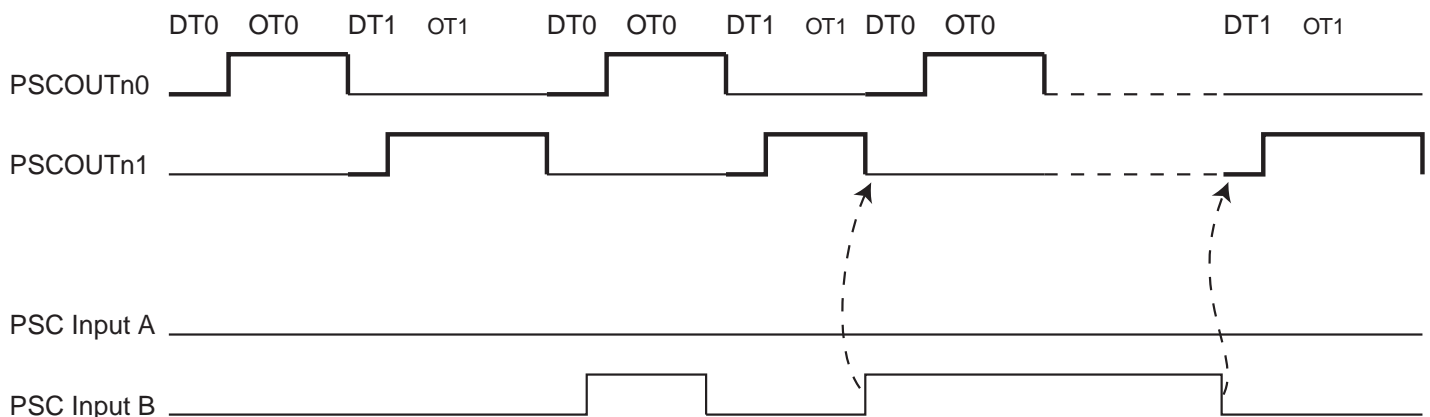 DT0 OT0 DT1 OT1 DT0 OT0 DT1 OT1 DT0 OT0 DT1 OT1
PSCOUTn0
PSCOUTn1
PSC Input A
PSC Input B